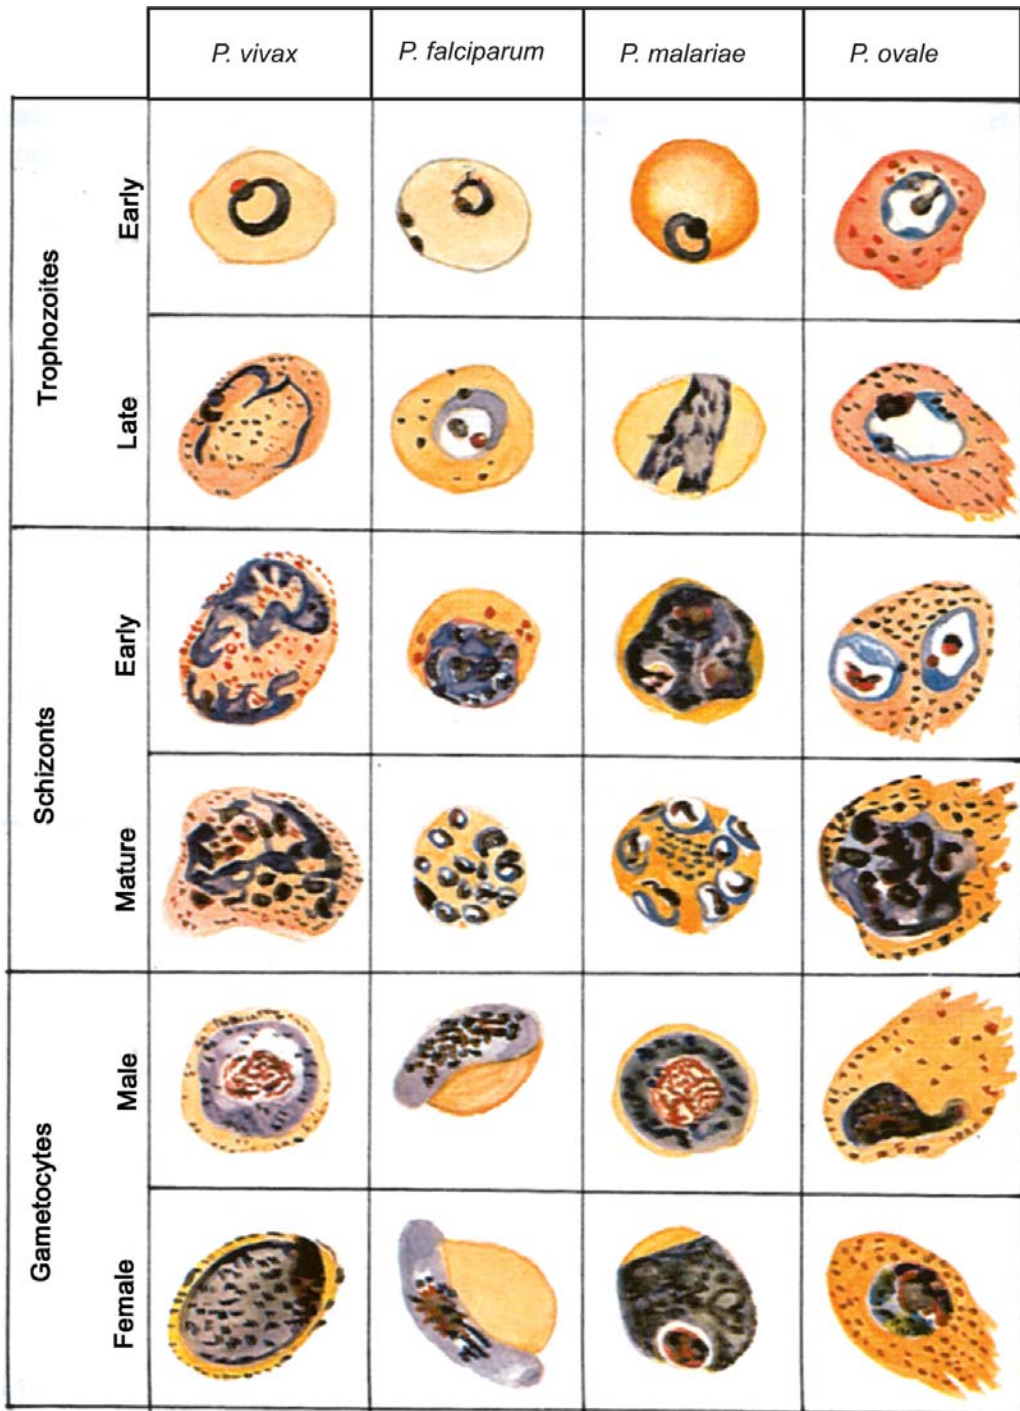 P. vivax P. falciparum P. malariae P. ovale
Trophozoites
Early
Late
Schizonts
Early
Mature
Gametocytes
Male
Female